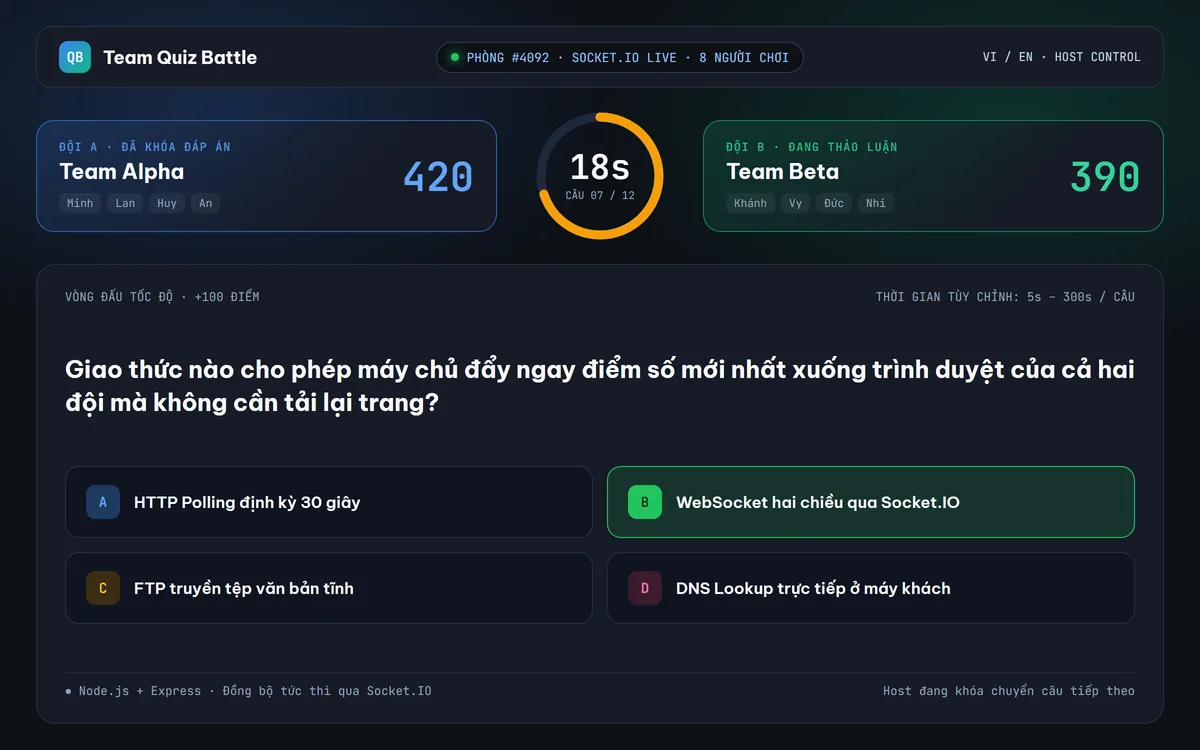 QB
Team Quiz Battle
PHÒNG #4092 · SOCKET.IO LIVE · 8 NGƯỜI CHƠI
VI / EN · HOST CONTROL
ĐỘI A · ĐÃ KHÓA ĐÁP ÁN
Team Alpha
Minh
Lan
Huy
An
420
18s
CÂU 07 / 12
ĐỘI B · ĐANG THẢO LUẬN
Team Beta
Khánh
Vy
Đức
Nhi
390
VÒNG ĐẤU TỐC ĐỘ · +100 ĐIỂM
THỜI GIAN TÙY CHỈNH: 5s – 300s / CÂU
Giao thức nào cho phép máy chủ đẩy ngay điểm số mới nhất xuống trình duyệt của cả hai
đội mà không cần tải lại trang?
A HTTP Polling định kỳ 30 giây
B WebSocket hai chiều qua Socket.IO
C FTP truyền tệp văn bản tĩnh
D DNS Lookup trực tiếp ở máy khách
● Node.js + Express · Đồng bộ tức thì qua Socket.IO
Host đang khóa chuyển câu tiếp theo